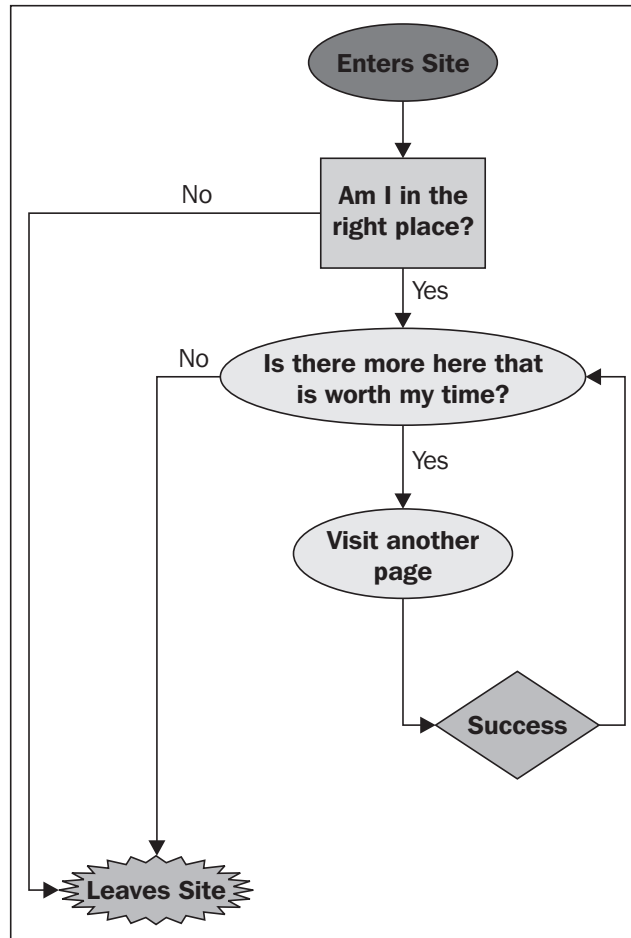 Enters Site
Am I in the
right place?
No
Yes
Is there more here that
is worth my time?
No
Yes
Visit another
page
Success
Leaves Site